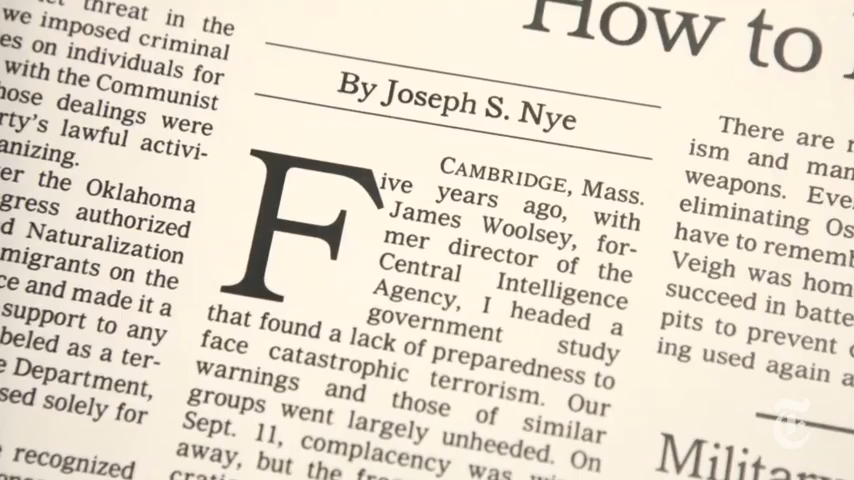 threat in the
we imposed criminal
es on individuals for
with the Communist
hose dealings were
rty's lawful activi-
anizing.
er the Oklahoma
gress authorized
d Naturalization
migrants on the
ce and made it a
support to any
beled as a ter-
e Department,
sed solely for
recognized
How to
By Joseph S. Nye
CAMBRIDGE, Mass.
Five years ago, with
James Woolsey, for-
mer director of the
Central Intelligence
Agency, I headed a
government study
that found a lack of preparedness to
face catastrophic terrorism. Our
warnings and those of similar
groups went largely unheeded. On
Sept. 11, complacency was
away, but the
There are
ism and man
weapons. Eve
eliminating Os
have to rememb
Veigh was hom
succeed in batte
pits to prevent
ing used again a
Military
T